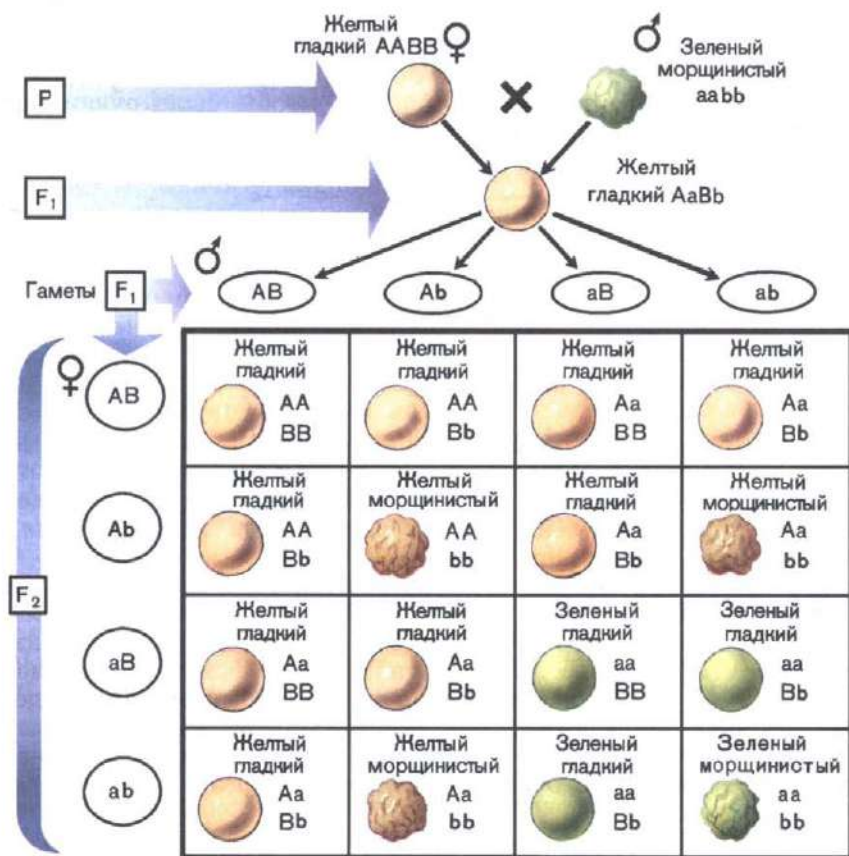 Желтый
гладкий AABB ♀
♂
Зеленый
морщинистый
aabb
P
×
F₁
Желтый
гладкий AaBb
♂
Гаметы F₁
AB Ab aB ab
♀
F₂
AB
Желтый Желтый Желтый Желтый
гладкий гладкий гладкий гладкий
AA AA Aa Aa
BB Bb BB Bb
Ab
Желтый Желтый Желтый Желтый
гладкий морщинистый гладкий морщинистый
AA AA Aa Aa
Bb bb Bb bb
aB
Желтый Желтый Зеленый Зеленый
гладкий гладкий гладкий гладкий
Aa Aa aa aa
BB Bb BB Bb
ab
Желтый Желтый Зеленый Зеленый
гладкий морщинистый гладкий морщинистый
Aa Aa aa aa
Bb bb Bb bb